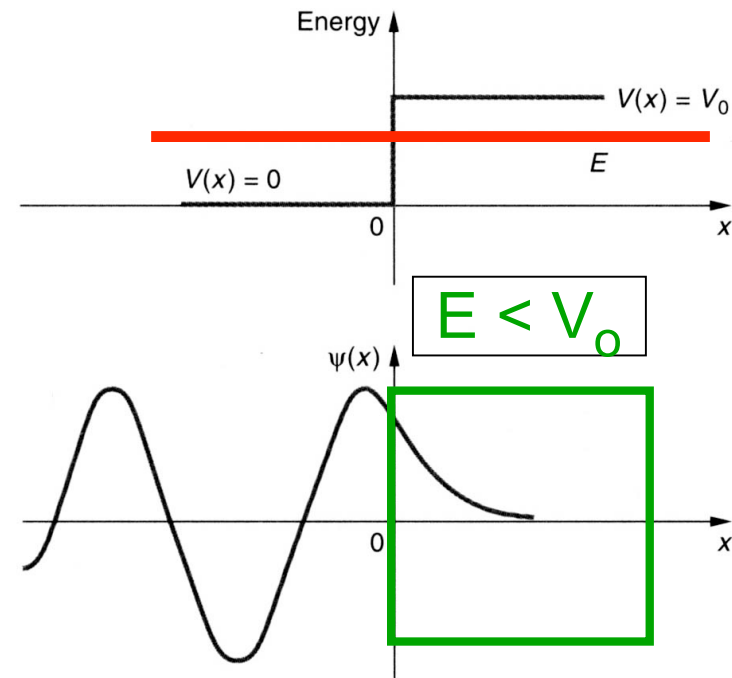 Energy
V(x) = V₀
E
V(x) = 0
0
x
E < Vₒ
ψ(x)
0
x